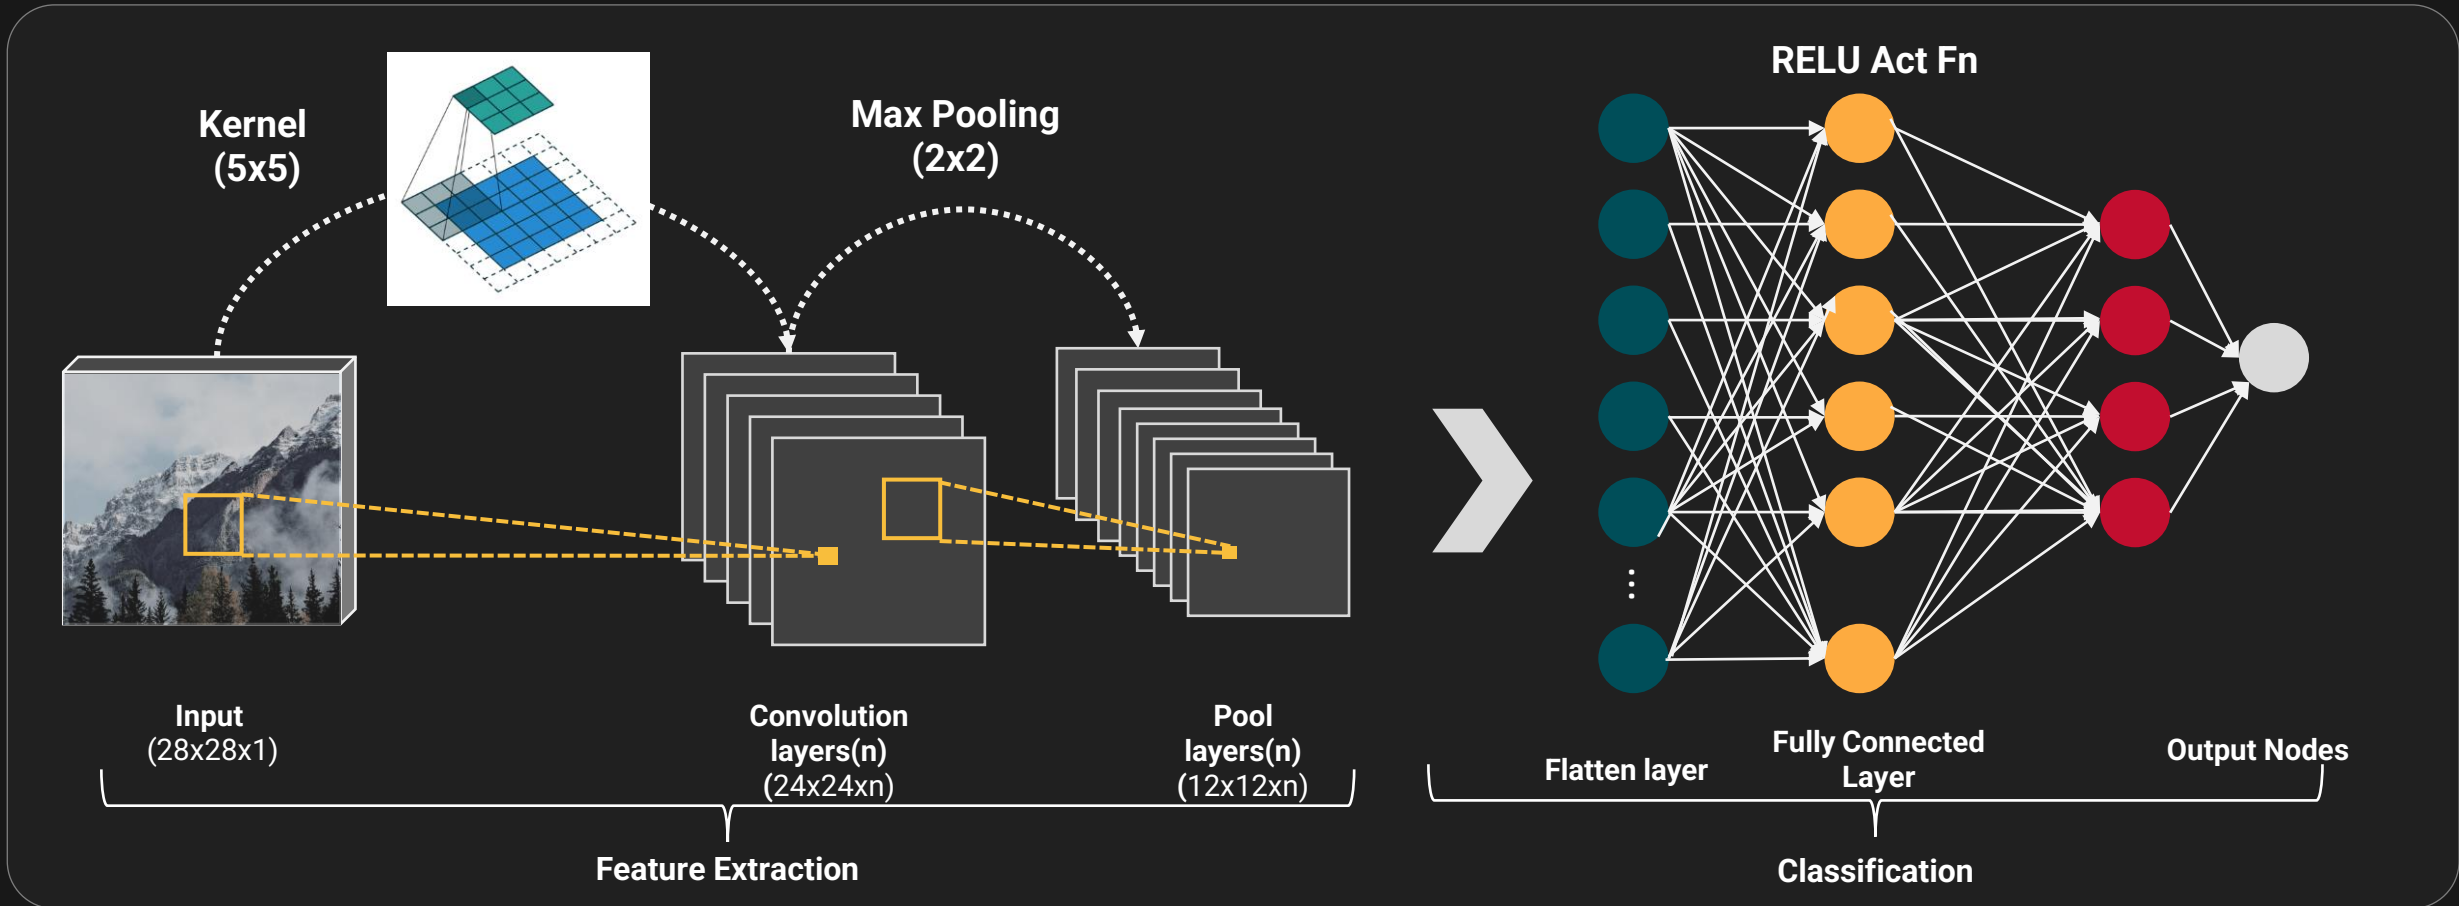 Kernel
(5x5)
Max Pooling
(2x2)
RELU Act Fn
Input
(28x28x1)
Convolution
layers(n)
(24x24xn)
Pool
layers(n)
(12x12xn)
Feature Extraction
Flatten layer
Fully Connected
Layer
Output Nodes
Classification